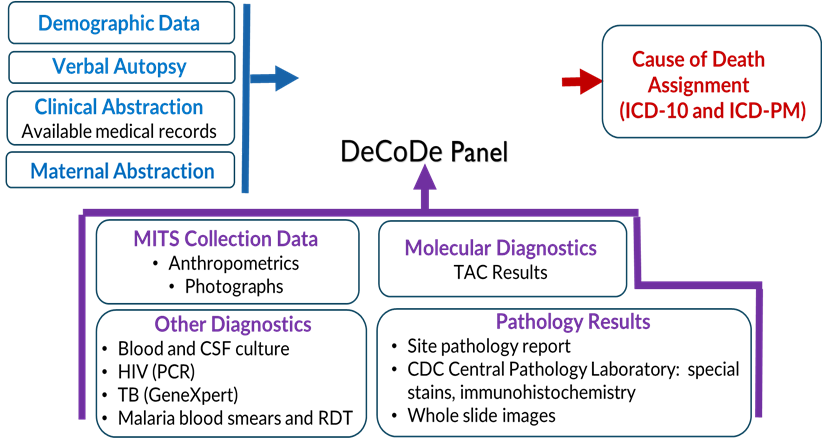 Demographic Data
Verbal Autopsy
Clinical Abstraction
Available medical records
Maternal Abstraction
Cause of Death
Assignment
(ICD-10 and ICD-PM)
DeCoDe Panel
MITS Collection Data
• Anthropometrics
• Photographs
Molecular Diagnostics
TAC Results
Other Diagnostics
• Blood and CSF culture
• HIV (PCR)
• TB (GeneXpert)
• Malaria blood smears and RDT
Pathology Results
• Site pathology report
• CDC Central Pathology Laboratory: special
stains, immunohistochemistry
• Whole slide images